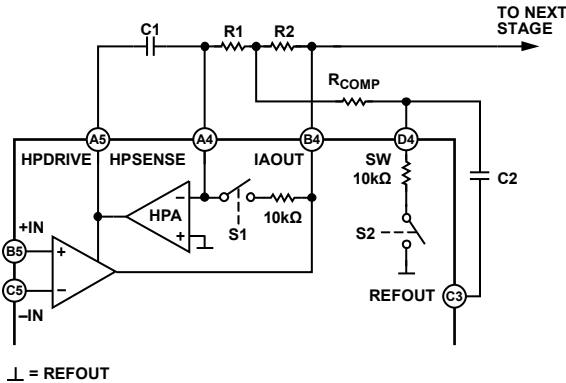 TO NEXT
STAGE
C1
R1
R2
RCOMP
A5
A4
B4
D4
HPDRIVE
HPSENSE
IAOUT
SW
10kΩ
C2
HPA
–
+
10kΩ
S1
S2
+IN
B5
+
C5
–
–IN
REFOUT
C3
= REFOUT